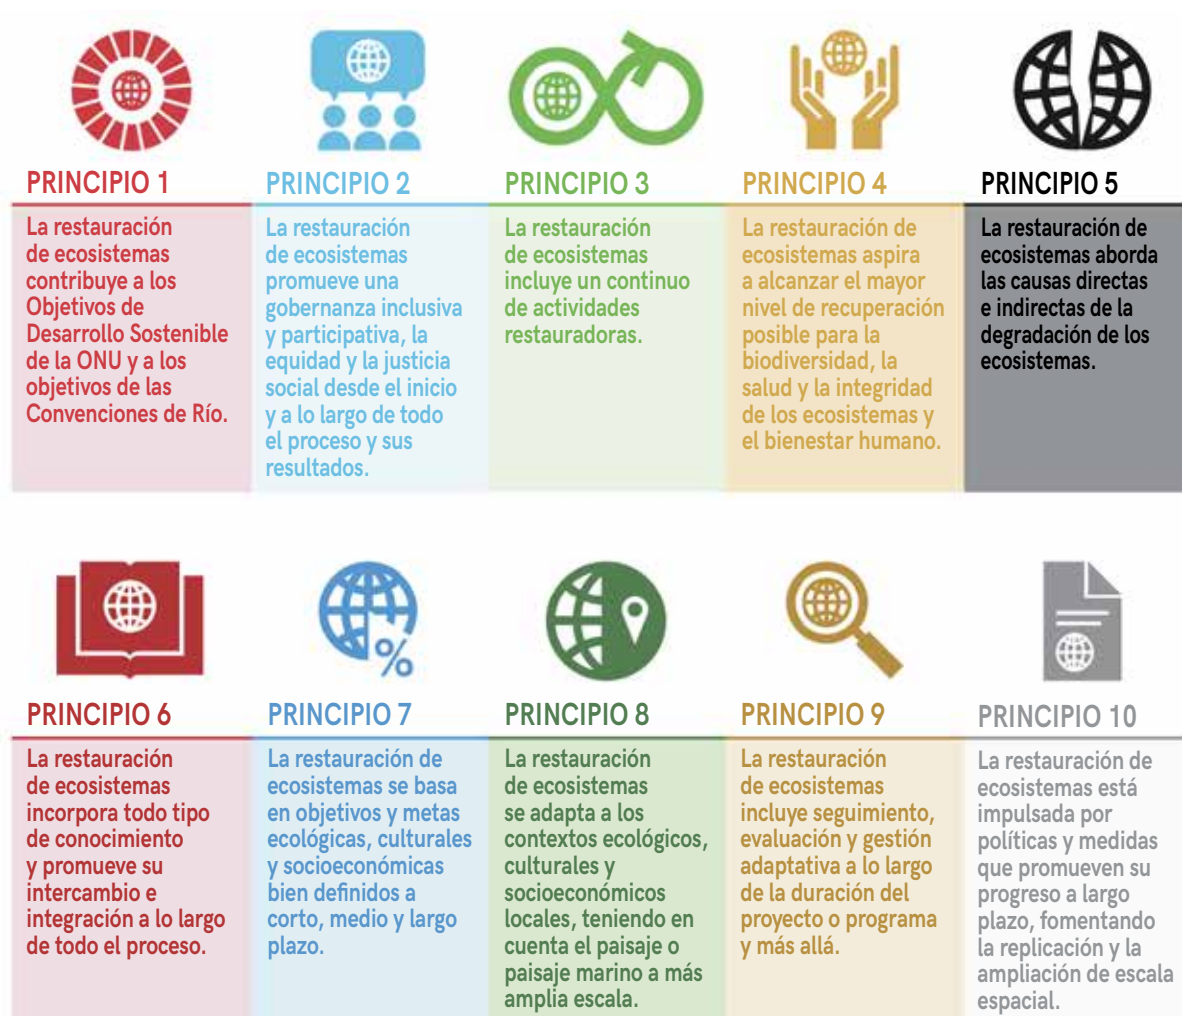 PRINCIPIO 1
La restauración
de ecosistemas
contribuye a los
Objetivos de
Desarrollo Sostenible
de la ONU y a los
objetivos de las
Convenciones de Río.
PRINCIPIO 2
La restauración
de ecosistemas
promueve una
gobernanza inclusiva
y participativa, la
equidad y la justicia
social desde el inicio
y a lo largo de todo
el proceso y sus
resultados.
PRINCIPIO 3
La restauración
de ecosistemas
incluye un continuo
de actividades
restauradoras.
PRINCIPIO 4
La restauración de
ecosistemas aspira
a alcanzar el mayor
nivel de recuperación
posible para la
biodiversidad, la
salud y la integridad
de los ecosistemas y
el bienestar humano.
PRINCIPIO 5
La restauración de
ecosistemas aborda
las causas directas
e indirectas de la
degradación de los
ecosistemas.
%
PRINCIPIO 6
La restauración
de ecosistemas
incorpora todo tipo
de conocimiento
y promueve su
intercambio e
integración a lo largo
de todo el proceso.
PRINCIPIO 7
La restauración de
ecosistemas se basa
en objetivos y metas
ecológicas, culturales
y socioeconómicas
bien definidos a
corto, medio y largo
plazo.
PRINCIPIO 8
La restauración
de ecosistemas
se adapta a los
contextos ecológicos,
culturales y
socioeconómicos
locales, teniendo en
cuenta el paisaje o
paisaje marino a más
amplia escala.
PRINCIPIO 9
La restauración
de ecosistemas
incluye seguimiento,
evaluación y gestión
adaptativa a lo largo
de la duración del
proyecto o programa
y más allá.
PRINCIPIO 10
La restauración de
ecosistemas está
impulsada por
políticas y medidas
que promueven su
progreso a largo
plazo, fomentando
la replicación y la
ampliación de escala
espacial.